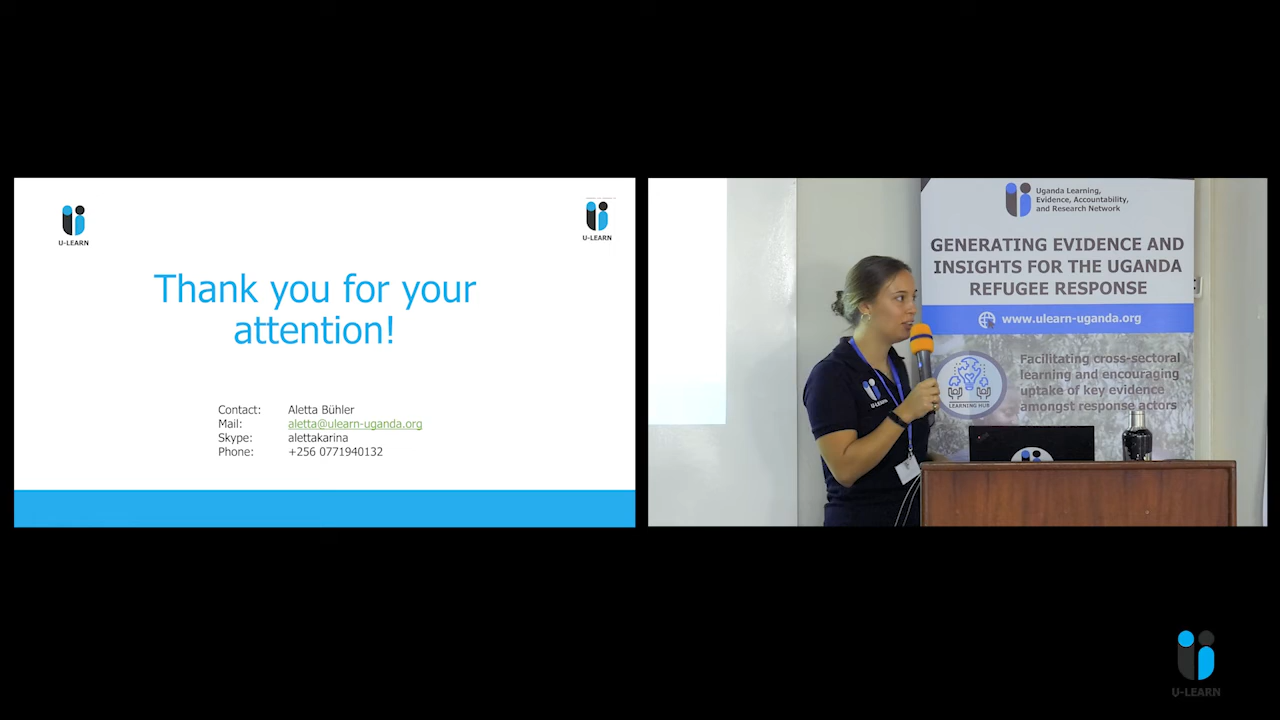 U-LEARN
U-LEARN
Thank you for your
attention!
Contact: Aletta Bühler
Mail: aletta@ulearn-uganda.org
Skype: alettakarina
Phone: +256 0771940132
Uganda Learning,
Evidence, Accountability,
and Research Network
GENERATING EVIDENCE AND
INSIGHTS FOR THE UGANDA
REFUGEE RESPONSE
www.ulearn-uganda.org
Facilitating cross-sectoral
learning and encouraging
uptake of key evidence
amongst response actors
LEARNING HUB
U-LEARN
U-LEARN